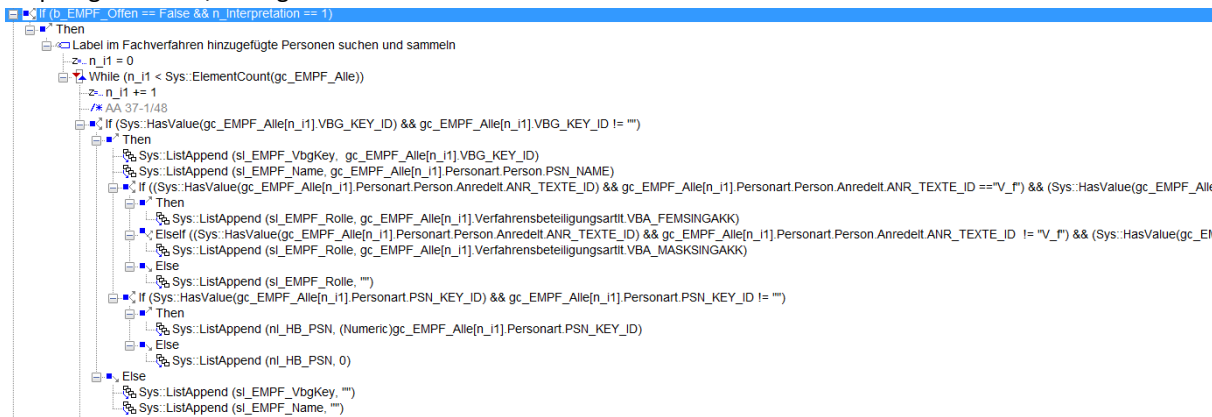 If (b_EMPF_Offen == False && n_Interpretation == 1)
Then
Label im Fachverfahren hinzugefügte Personen suchen und sammeln
n_i1 = 0
While (n_i1 < Sys::ElementCount(gc_EMPF_Alle))
n_i1 += 1
/* AA 37-1/48
If (Sys::HasValue(gc_EMPF_Alle[n_i1].VBG_KEY_ID) && gc_EMPF_Alle[n_i1].VBG_KEY_ID != "")
Then
Sys::ListAppend (sl_EMPF_VbgKey, gc_EMPF_Alle[n_i1].VBG_KEY_ID)
Sys::ListAppend (sl_EMPF_Name, gc_EMPF_Alle[n_i1].Personart.Person.PSN_NAME)
If ((Sys::HasValue(gc_EMPF_Alle[n_i1].Personart.Person.Anredelt.ANR_TEXTE_ID) && gc_EMPF_Alle[n_i1].Personart.Person.Anredelt.ANR_TEXTE_ID =="V_f") && (Sys::HasValue(gc_EMPF_Alle
Then
Sys::ListAppend (sl_EMPF_Rolle, gc_EMPF_Alle[n_i1].Verfahrensbeteiligungsartlt.VBA_FEMSINGAKK)
ElseIf ((Sys::HasValue(gc_EMPF_Alle[n_i1].Personart.Person.Anredelt.ANR_TEXTE_ID) && gc_EMPF_Alle[n_i1].Personart.Person.Anredelt.ANR_TEXTE_ID != "V_f") && (Sys::HasValue(gc_EM
Sys::ListAppend (sl_EMPF_Rolle, gc_EMPF_Alle[n_i1].Verfahrensbeteiligungsartlt.VBA_MASKSINGAKK)
Else
Sys::ListAppend (sl_EMPF_Rolle, "")
If (Sys::HasValue(gc_EMPF_Alle[n_i1].Personart.PSN_KEY_ID) && gc_EMPF_Alle[n_i1].Personart.PSN_KEY_ID != "")
Then
Sys::ListAppend (nl_HB_PSN, (Numeric)gc_EMPF_Alle[n_i1].Personart.PSN_KEY_ID)
Else
Sys::ListAppend (nl_HB_PSN, 0)
Else
Sys::ListAppend (sl_EMPF_VbgKey, "")
Sys::ListAppend (sl_EMPF_Name, "")